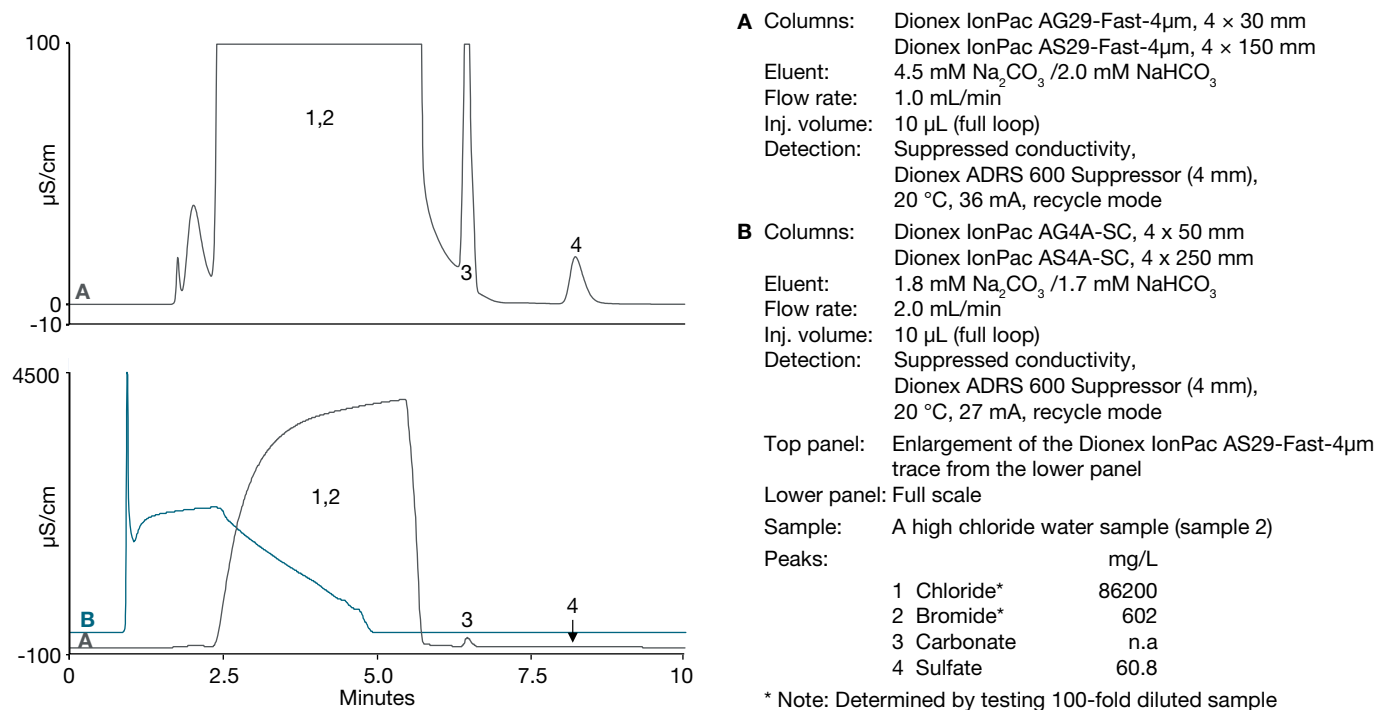 100
µS/cm
1,2
4
3
A
0
-10
4500
µS/cm
1,2
B
A
3
4
-100
0 2.5 5.0 7.5 10
Minutes
A Columns: Dionex IonPac AG29-Fast-4µm, 4 × 30 mm
Dionex IonPac AS29-Fast-4µm, 4 × 150 mm
Eluent: 4.5 mM Na₂CO₃ /2.0 mM NaHCO₃
Flow rate: 1.0 mL/min
Inj. volume: 10 µL (full loop)
Detection: Suppressed conductivity,
Dionex ADRS 600 Suppressor (4 mm),
20 °C, 36 mA, recycle mode
B Columns: Dionex IonPac AG4A-SC, 4 x 50 mm
Dionex IonPac AS4A-SC, 4 x 250 mm
Eluent: 1.8 mM Na₂CO₃ /1.7 mM NaHCO₃
Flow rate: 2.0 mL/min
Inj. volume: 10 µL (full loop)
Detection: Suppressed conductivity,
Dionex ADRS 600 Suppressor (4 mm),
20 °C, 27 mA, recycle mode
Top panel: Enlargement of the Dionex IonPac AS29-Fast-4µm
trace from the lower panel
Lower panel: Full scale
Sample: A high chloride water sample (sample 2)
Peaks: mg/L
1 Chloride* 86200
2 Bromide* 602
3 Carbonate n.a
4 Sulfate 60.8
* Note: Determined by testing 100-fold diluted sample